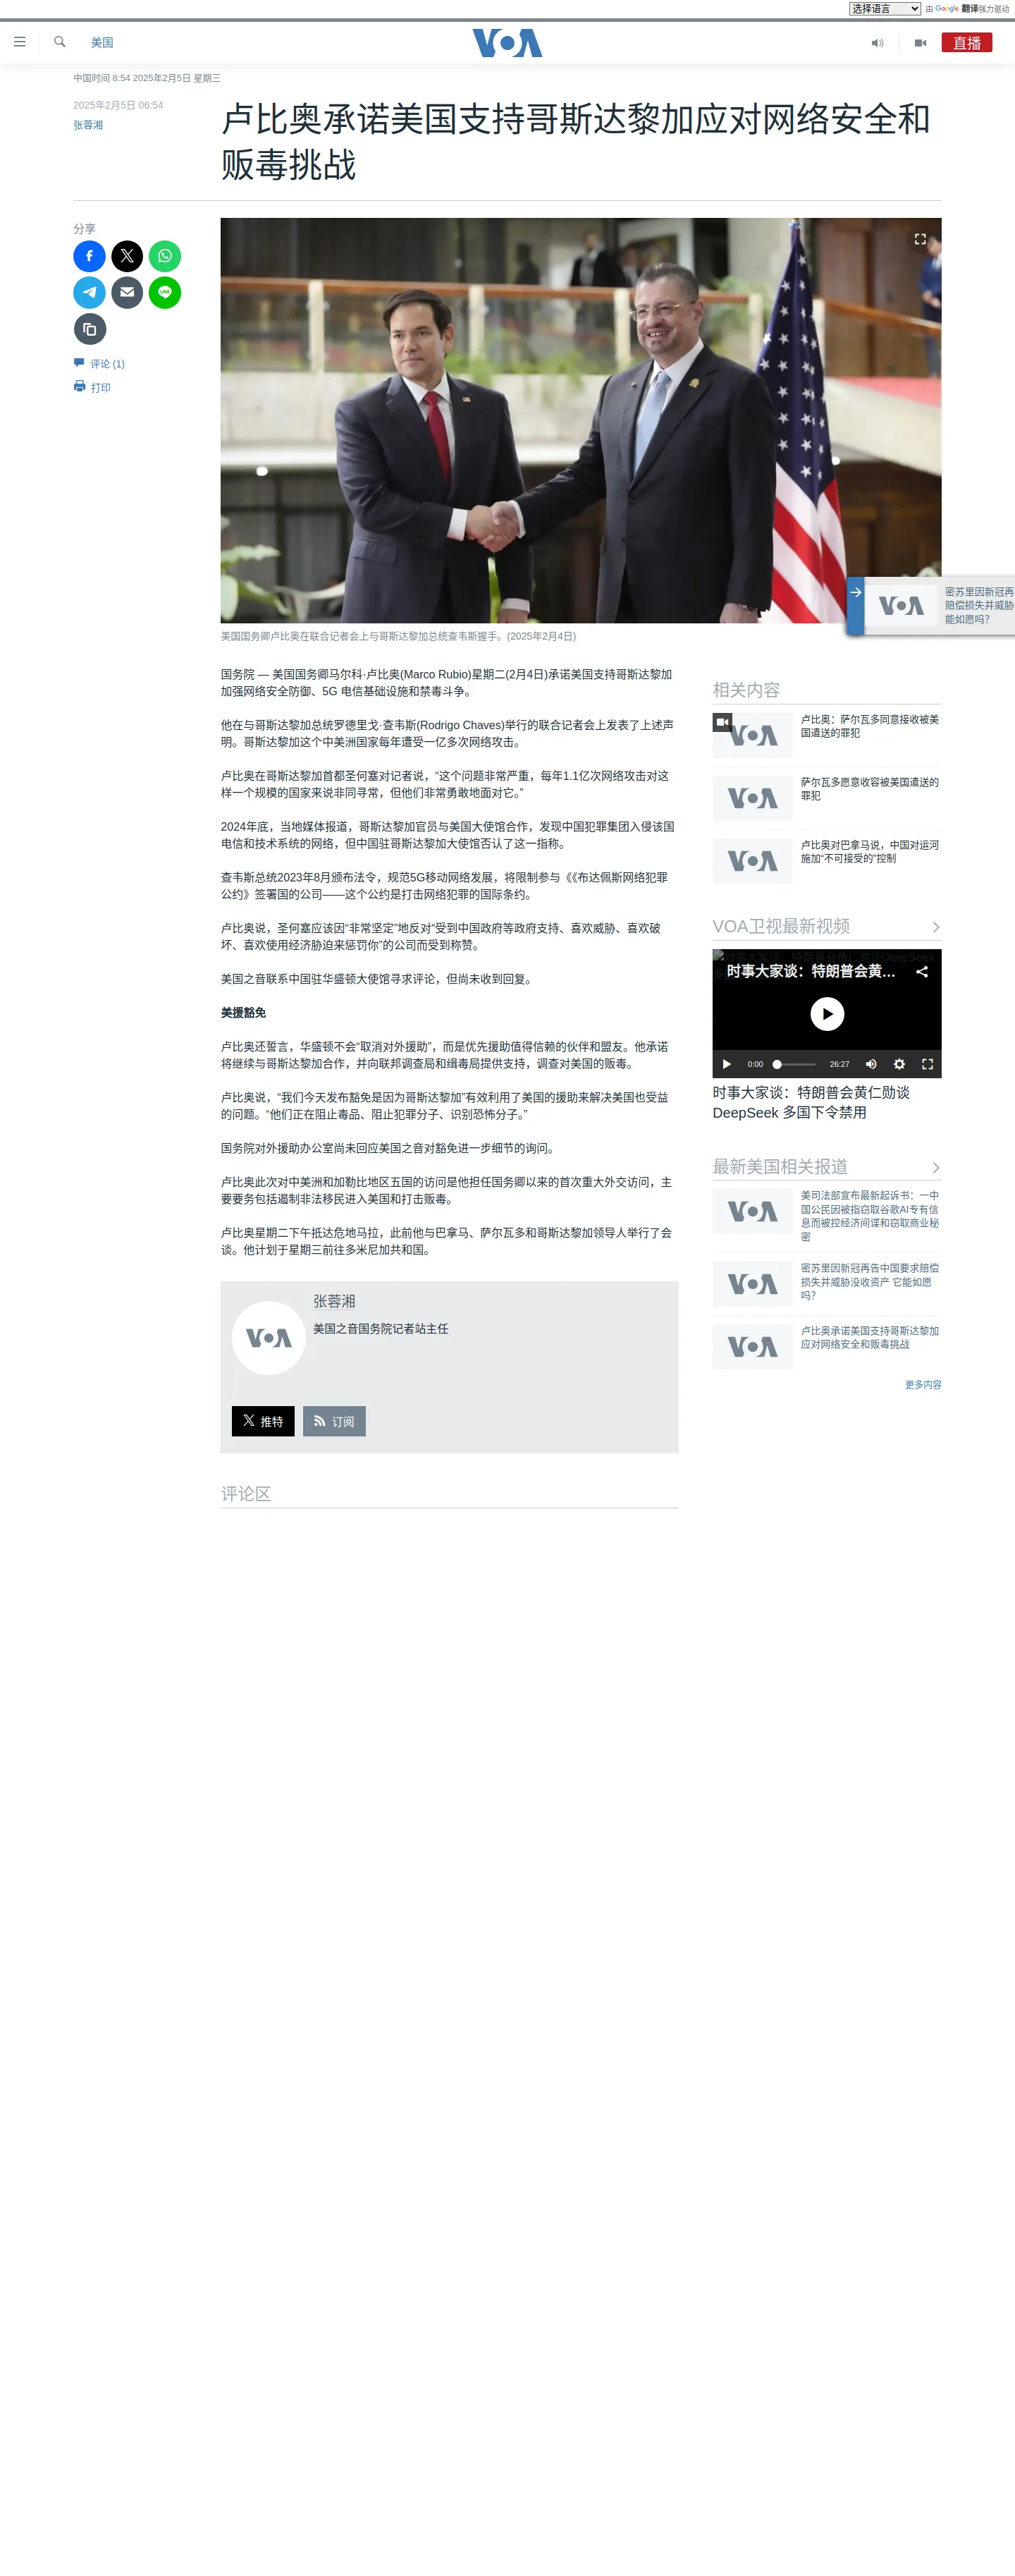 选择语言
由 Google 翻译强力驱动
美国
VOA
直播
中国时间 8:54 2025年2月5日 星期三
2025年2月5日 06:54
张蓉湘
卢比奥承诺美国支持哥斯达黎加应对网络安全和
贩毒挑战
分享
LINE
评论 (1)
打印
美国国务卿卢比奥在联合记者会上与哥斯达黎加总统查韦斯握手。(2025年2月4日)
VOA
密苏里因新冠再
赔偿损失并威胁
能如愿吗？
国务院 — 美国国务卿马尔科·卢比奥(Marco Rubio)星期二(2月4日)承诺美国支持哥斯达黎加
加强网络安全防御、5G 电信基础设施和禁毒斗争。
他在与哥斯达黎加总统罗德里戈·查韦斯(Rodrigo Chaves)举行的联合记者会上发表了上述声
明。哥斯达黎加这个中美洲国家每年遭受一亿多次网络攻击。
卢比奥在哥斯达黎加首都圣何塞对记者说，“这个问题非常严重，每年1.1亿次网络攻击对这
样一个规模的国家来说非同寻常，但他们非常勇敢地面对它。”
2024年底，当地媒体报道，哥斯达黎加官员与美国大使馆合作，发现中国犯罪集团入侵该国
电信和技术系统的网络，但中国驻哥斯达黎加大使馆否认了这一指称。
查韦斯总统2023年8月颁布法令，规范5G移动网络发展，将限制参与《《布达佩斯网络犯罪
公约》签署国的公司——这个公约是打击网络犯罪的国际条约。
卢比奥说，圣何塞应该因“非常坚定”地反对“受到中国政府等政府支持、喜欢威胁、喜欢破
坏、喜欢使用经济胁迫来惩罚你”的公司而受到称赞。
美国之音联系中国驻华盛顿大使馆寻求评论，但尚未收到回复。
美援豁免
卢比奥还誓言，华盛顿不会“取消对外援助”，而是优先援助值得信赖的伙伴和盟友。他承诺
将继续与哥斯达黎加合作，并向联邦调查局和缉毒局提供支持，调查对美国的贩毒。
卢比奥说，“我们今天发布豁免是因为哥斯达黎加”有效利用了美国的援助来解决美国也受益
的问题。“他们正在阻止毒品、阻止犯罪分子、识别恐怖分子。”
国务院对外援助办公室尚未回应美国之音对豁免进一步细节的询问。
卢比奥此次对中美洲和加勒比地区五国的访问是他担任国务卿以来的首次重大外交访问，主
要要务包括遏制非法移民进入美国和打击贩毒。
卢比奥星期二下午抵达危地马拉，此前他与巴拿马、萨尔瓦多和哥斯达黎加领导人举行了会
谈。他计划于星期三前往多米尼加共和国。
VOA
张蓉湘
美国之音国务院记者站主任
推特
订阅
评论区
相关内容
VOA
卢比奥：萨尔瓦多同意接收被美
国遣送的罪犯
VOA
萨尔瓦多愿意收容被美国遣送的
罪犯
VOA
卢比奥对巴拿马说，中国对运河
施加“不可接受的”控制
VOA卫视最新视频
时事大家谈：特朗普会黄…
0:00
26:27
时事大家谈：特朗普会黄仁勋谈
DeepSeek 多国下令禁用
最新美国相关报道
VOA
美司法部宣布最新起诉书：一中
国公民因被指窃取谷歌AI专有信
息而被控经济间谍和窃取商业秘
密
VOA
密苏里因新冠再告中国要求赔偿
损失并威胁没收资产 它能如愿
吗？
VOA
卢比奥承诺美国支持哥斯达黎加
应对网络安全和贩毒挑战
更多内容